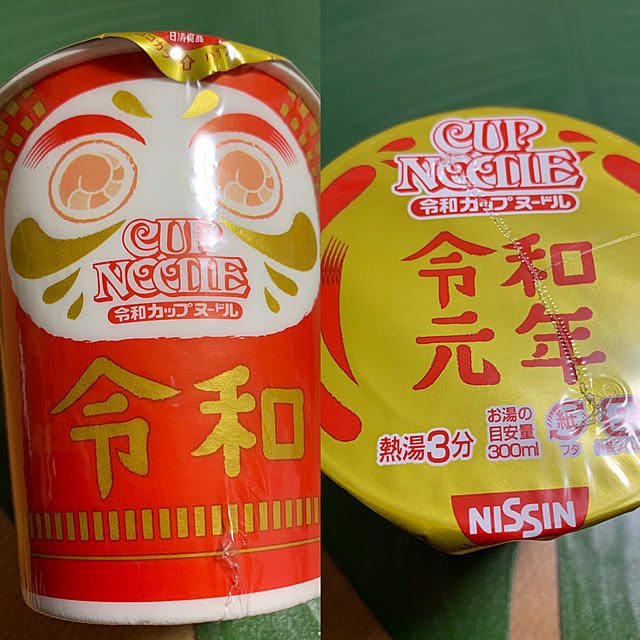 日清食品
CUP
NOODLE
令和カップヌードル
令和
CUP
NOODLE
令和カップヌードル
令和
元年
熱湯3分
お湯の
目安量
300ml
紙
フタ
NISSIN